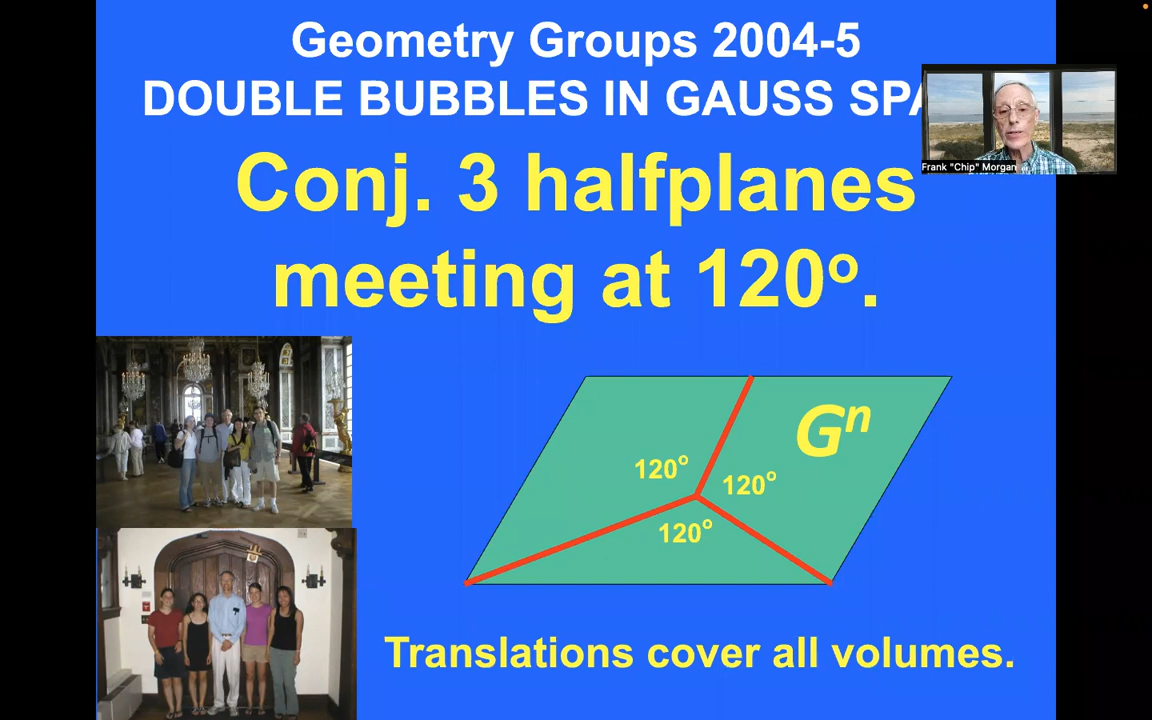 Geometry Groups 2004-5
DOUBLE BUBBLES IN GAUSS SPA
Frank "Chip" Morgan
Conj. 3 halfplanes
meeting at 120º.
Gⁿ
120º
120º
120º
Translations cover all volumes.